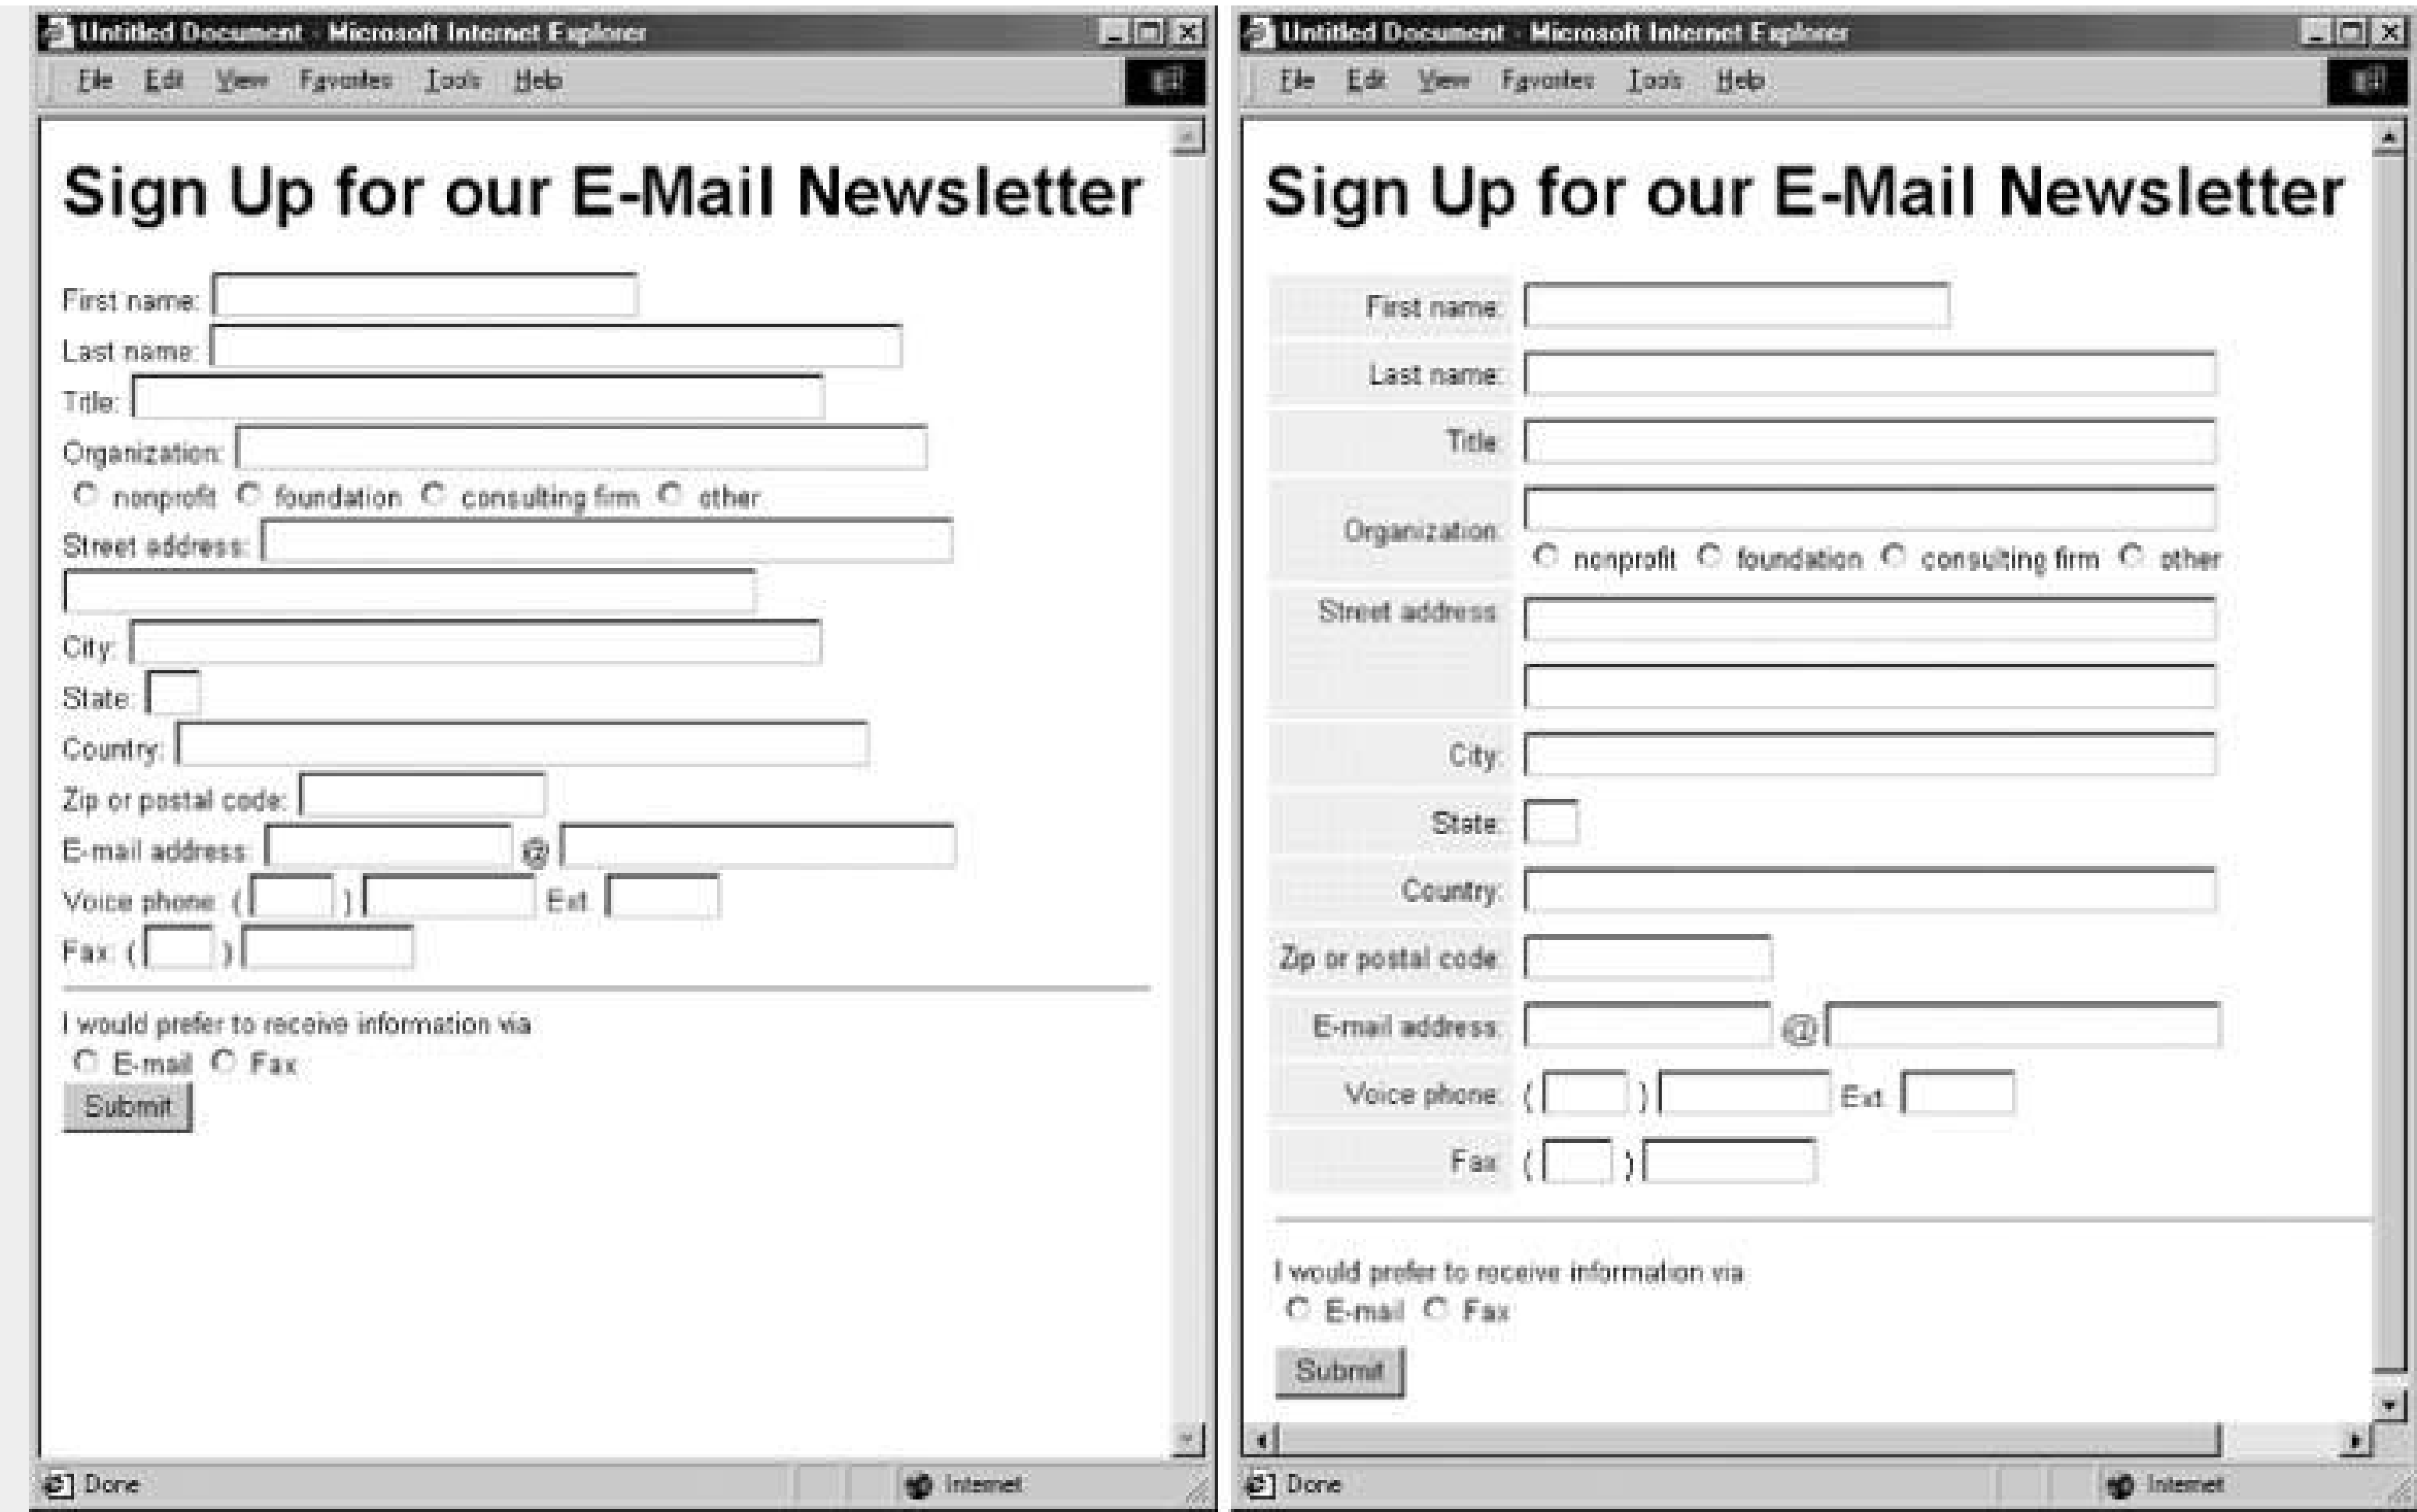 Untitled Document - Microsoft Internet Explorer
File Edit View Favorites Tools Help
Sign Up for our E-Mail Newsletter
First name:
Last name:
Title:
Organization:
nonprofit foundation consulting firm other
Street address:
City:
State:
Country:
Zip or postal code:
E-mail address: @
Voice phone: ( ) Ext
Fax: ( )
I would prefer to receive information via
E-mail Fax
Submit
Done Internet
Untitled Document - Microsoft Internet Explorer
File Edit View Favorites Tools Help
Sign Up for our E-Mail Newsletter
First name:
Last name:
Title:
Organization:
nonprofit foundation consulting firm other
Street address:
City:
State:
Country:
Zip or postal code:
E-mail address: @
Voice phone: ( ) Ext
Fax: ( )
I would prefer to receive information via
E-mail Fax
Submit
Done Internet